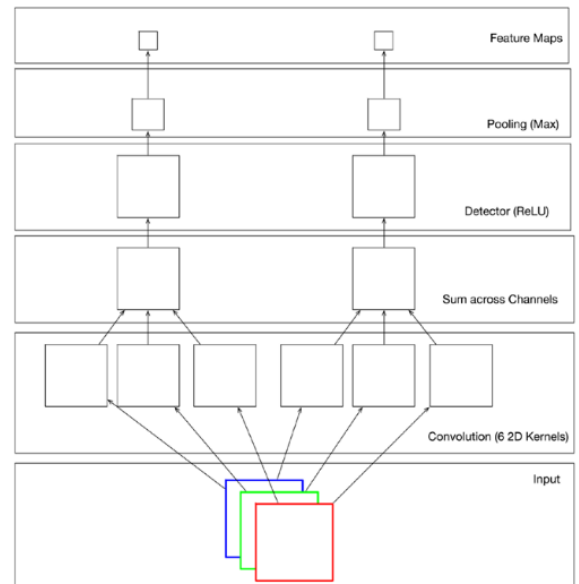 Feature Maps
Pooling (Max)
Detector (ReLU)
Sum across Channels
Convolution (6 2D Kernels)
Input